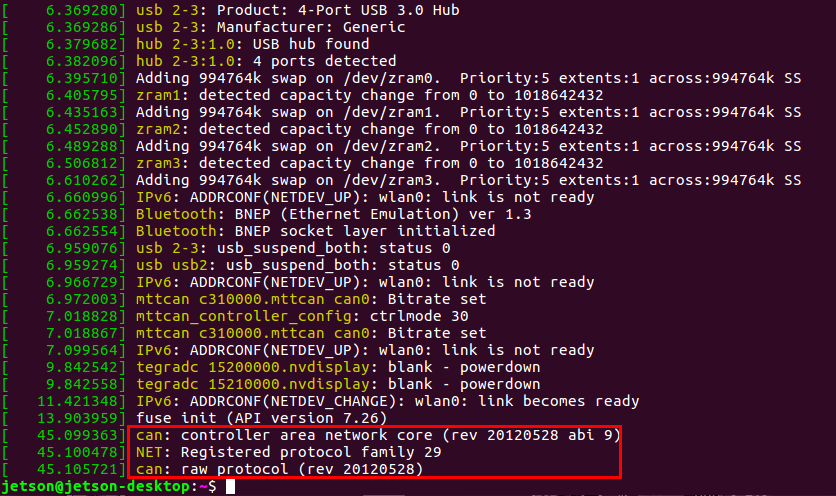 [    6.369280] usb 2-3: Product: 4-Port USB 3.0 Hub
[    6.369286] usb 2-3: Manufacturer: Generic
[    6.379682] hub 2-3:1.0: USB hub found
[    6.382096] hub 2-3:1.0: 4 ports detected
[    6.395710] Adding 994764k swap on /dev/zram0.  Priority:5 extents:1 across:994764k SS
[    6.405795] zram1: detected capacity change from 0 to 1018642432
[    6.435163] Adding 994764k swap on /dev/zram1.  Priority:5 extents:1 across:994764k SS
[    6.452890] zram2: detected capacity change from 0 to 1018642432
[    6.489288] Adding 994764k swap on /dev/zram2.  Priority:5 extents:1 across:994764k SS
[    6.506812] zram3: detected capacity change from 0 to 1018642432
[    6.610262] Adding 994764k swap on /dev/zram3.  Priority:5 extents:1 across:994764k SS
[    6.660996] IPv6: ADDRCONF(NETDEV_UP): wlan0: link is not ready
[    6.662538] Bluetooth: BNEP (Ethernet Emulation) ver 1.3
[    6.662554] Bluetooth: BNEP socket layer initialized
[    6.959076] usb 2-3: usb_suspend_both: status 0
[    6.959274] usb usb2: usb_suspend_both: status 0
[    6.966729] IPv6: ADDRCONF(NETDEV_UP): wlan0: link is not ready
[    6.972003] mttcan c310000.mttcan can0: Bitrate set
[    7.018828] mttcan_controller_config: ctrlmode 30
[    7.018867] mttcan c310000.mttcan can0: Bitrate set
[    7.099564] IPv6: ADDRCONF(NETDEV_UP): wlan0: link is not ready
[    9.842542] tegradc 15200000.nvdisplay: blank - powerdown
[    9.842558] tegradc 15210000.nvdisplay: blank - powerdown
[   11.421348] IPv6: ADDRCONF(NETDEV_CHANGE): wlan0: link becomes ready
[   13.903959] fuse init (API version 7.26)
[   45.099363] can: controller area network core (rev 20120528 abi 9)
[   45.100478] NET: Registered protocol family 29
[   45.105721] can: raw protocol (rev 20120528)
jetson@jetson-desktop:~$